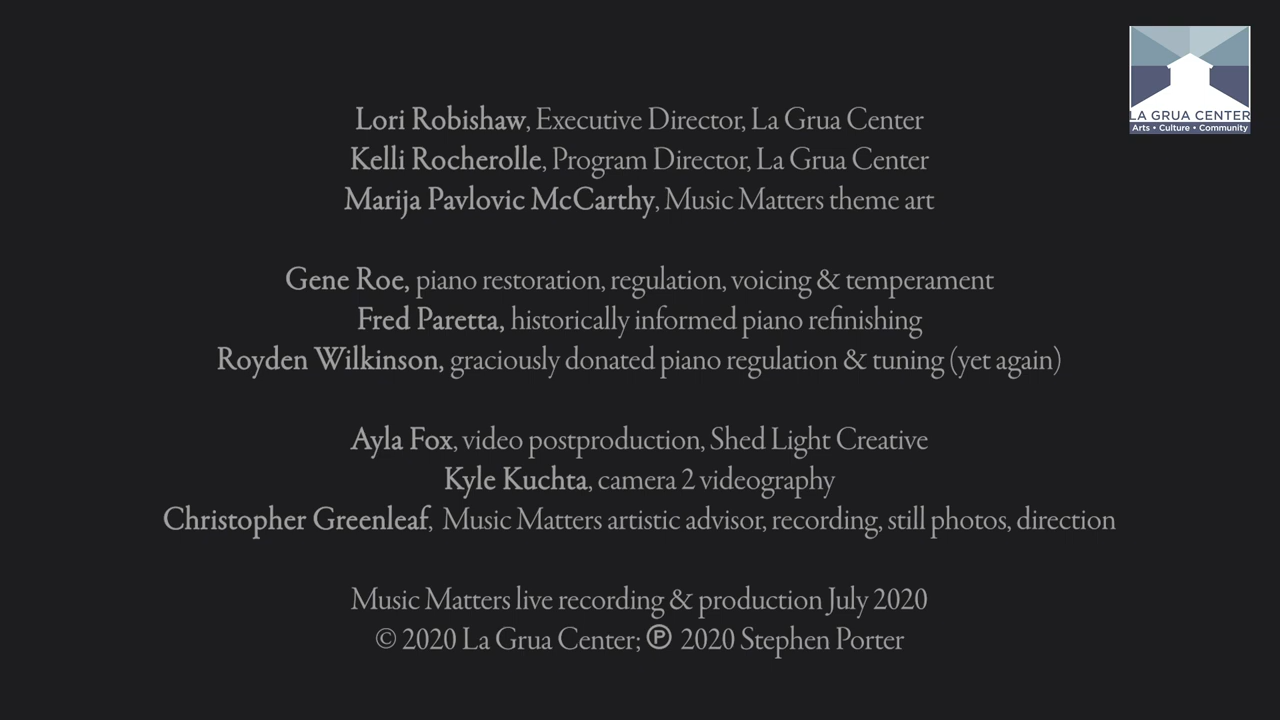 LA GRUA CENTER
Arts • Culture • Community
Lori Robishaw, Executive Director, La Grua Center
Kelli Rocherolle, Program Director, La Grua Center
Marija Pavlovic McCarthy, Music Matters theme art
Gene Roe, piano restoration, regulation, voicing & temperament
Fred Paretta, historically informed piano refinishing
Royden Wilkinson, graciously donated piano regulation & tuning (yet again)
Ayla Fox, video postproduction, Shed Light Creative
Kyle Kuchta, camera 2 videography
Christopher Greenleaf, Music Matters artistic advisor, recording, still photos, direction
Music Matters live recording & production July 2020
© 2020 La Grua Center; ℗ 2020 Stephen Porter